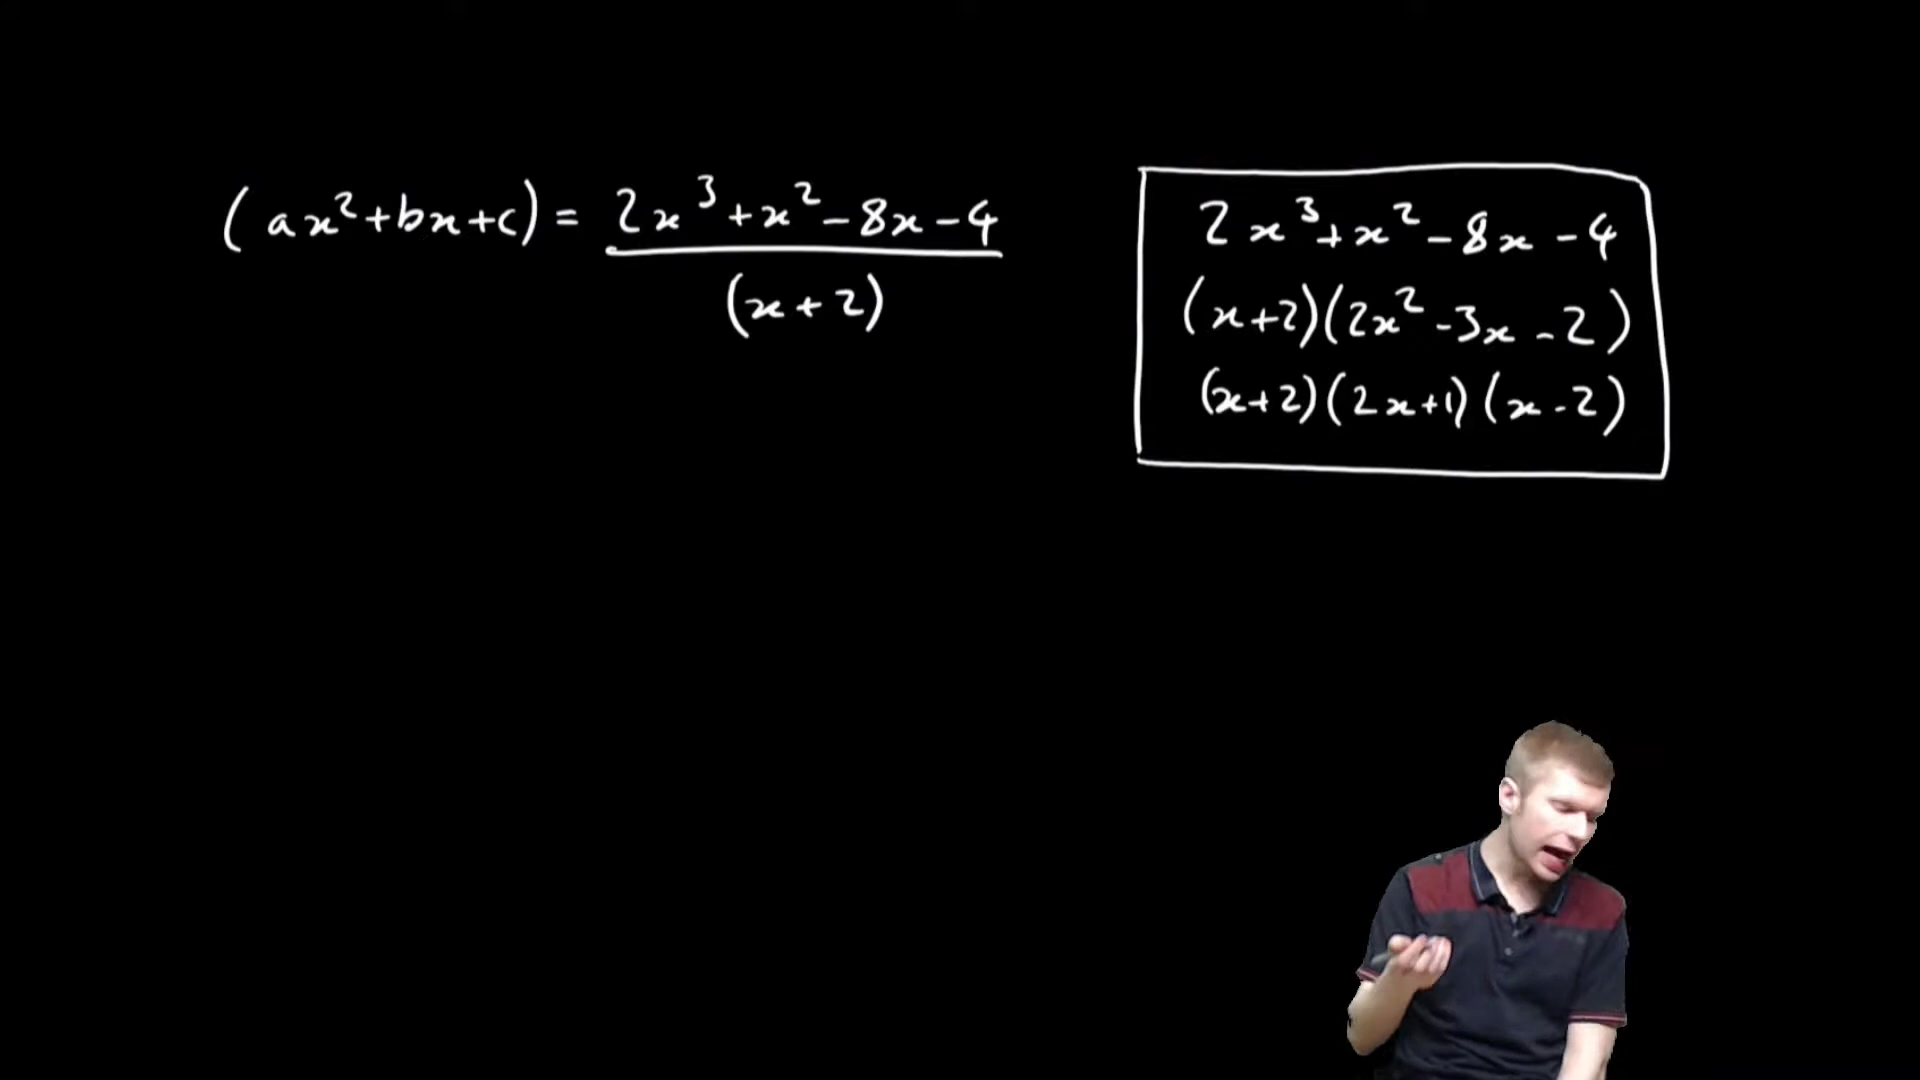 (ax²+bx+c) = 2x³+x²-8x-4
(x+2)
2x³+x²-8x-4
(x+2)(2x²-3x-2)
(x+2)(2x+1)(x-2)